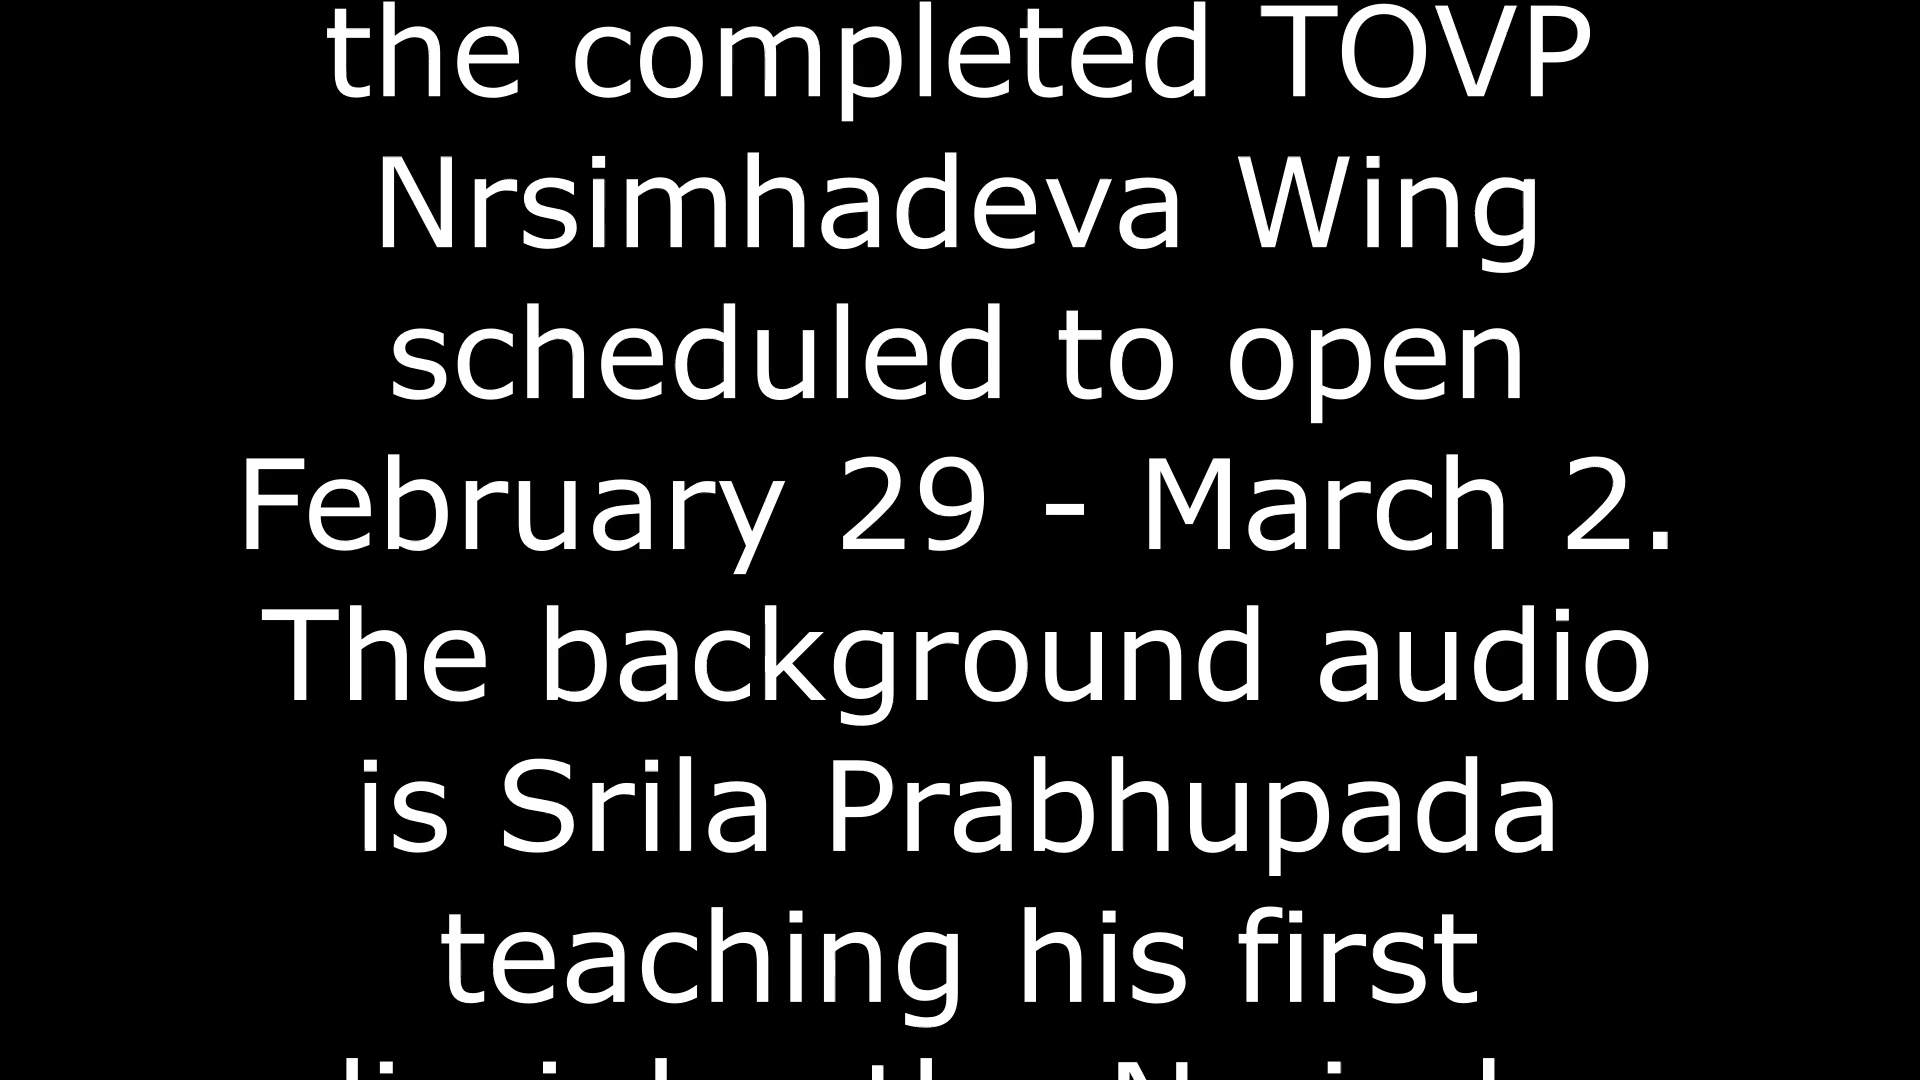 the completed TOVP
Nrsimhadeva Wing
scheduled to open
February 29 - March 2.
The background audio
is Srila Prabhupada
teaching his first